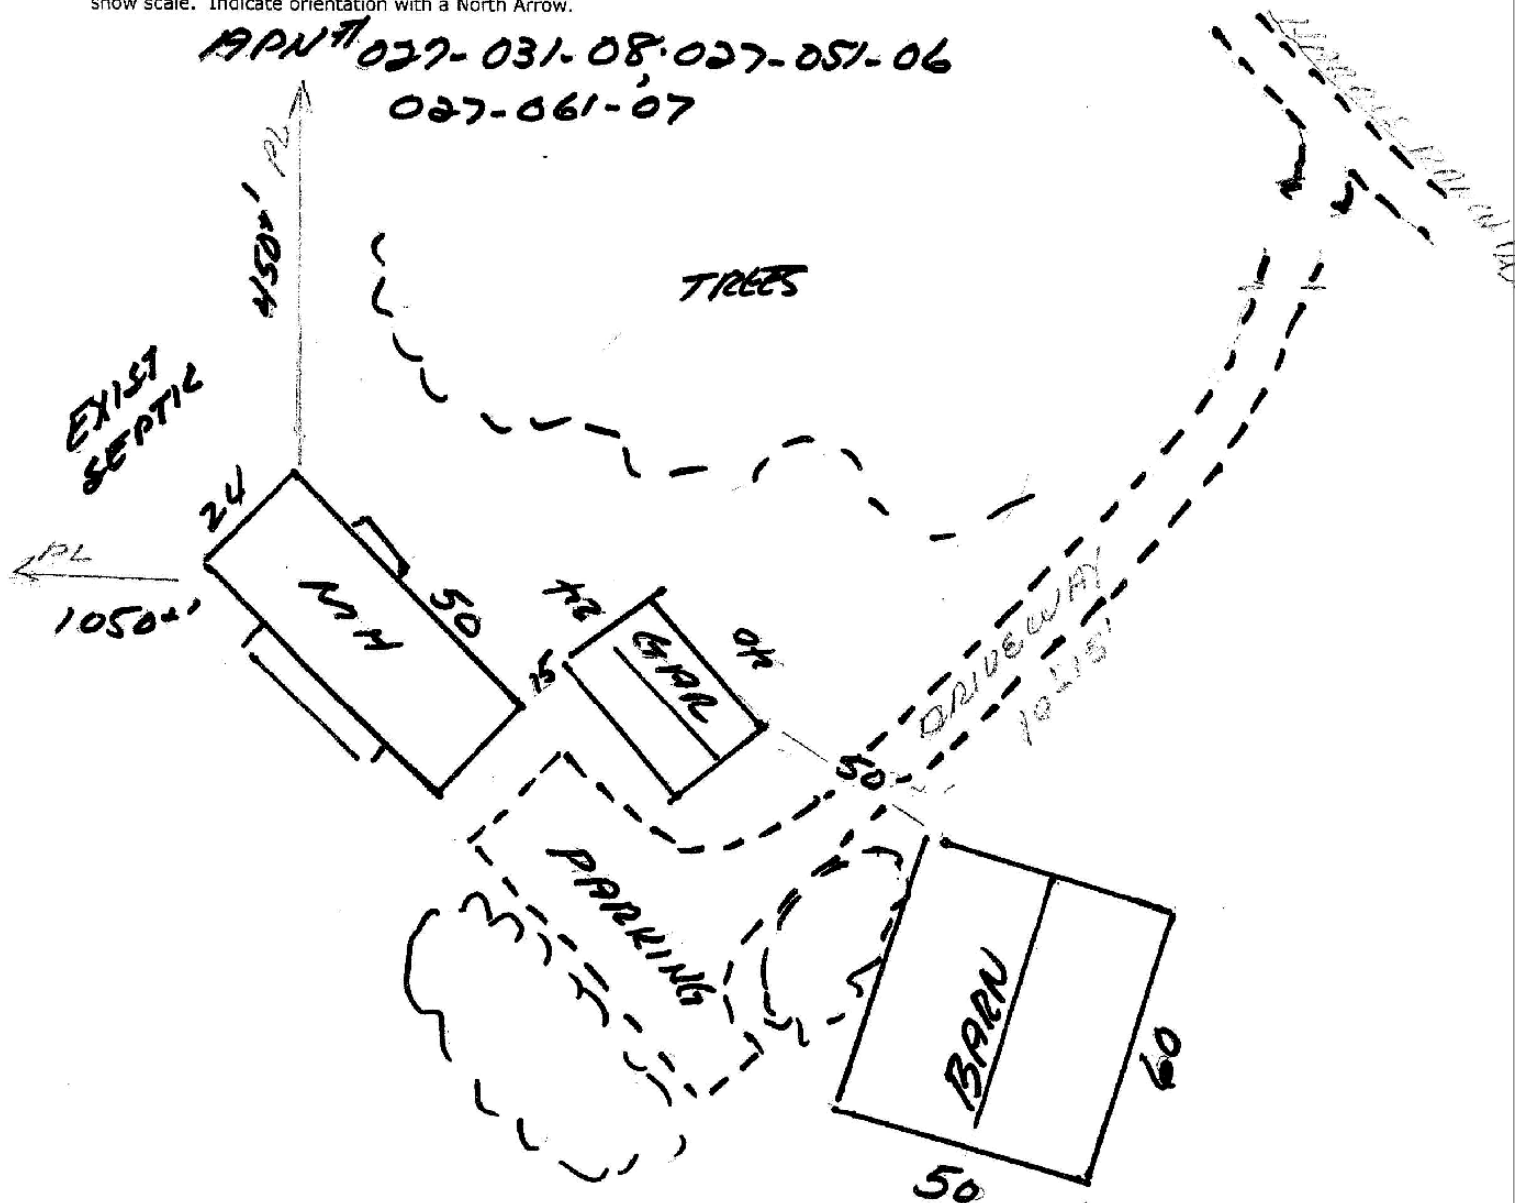 show scale. Indicate orientation with a North Arrow.
APN# 027-031-08, 027-051-06
027-061-07
PL
450±'
TREES
EXIST
SEPTIC
24
PL
1050±'
MH
50
24
15
GAR
40
DRIVEWAY
50
PARKING
BARN
60
50